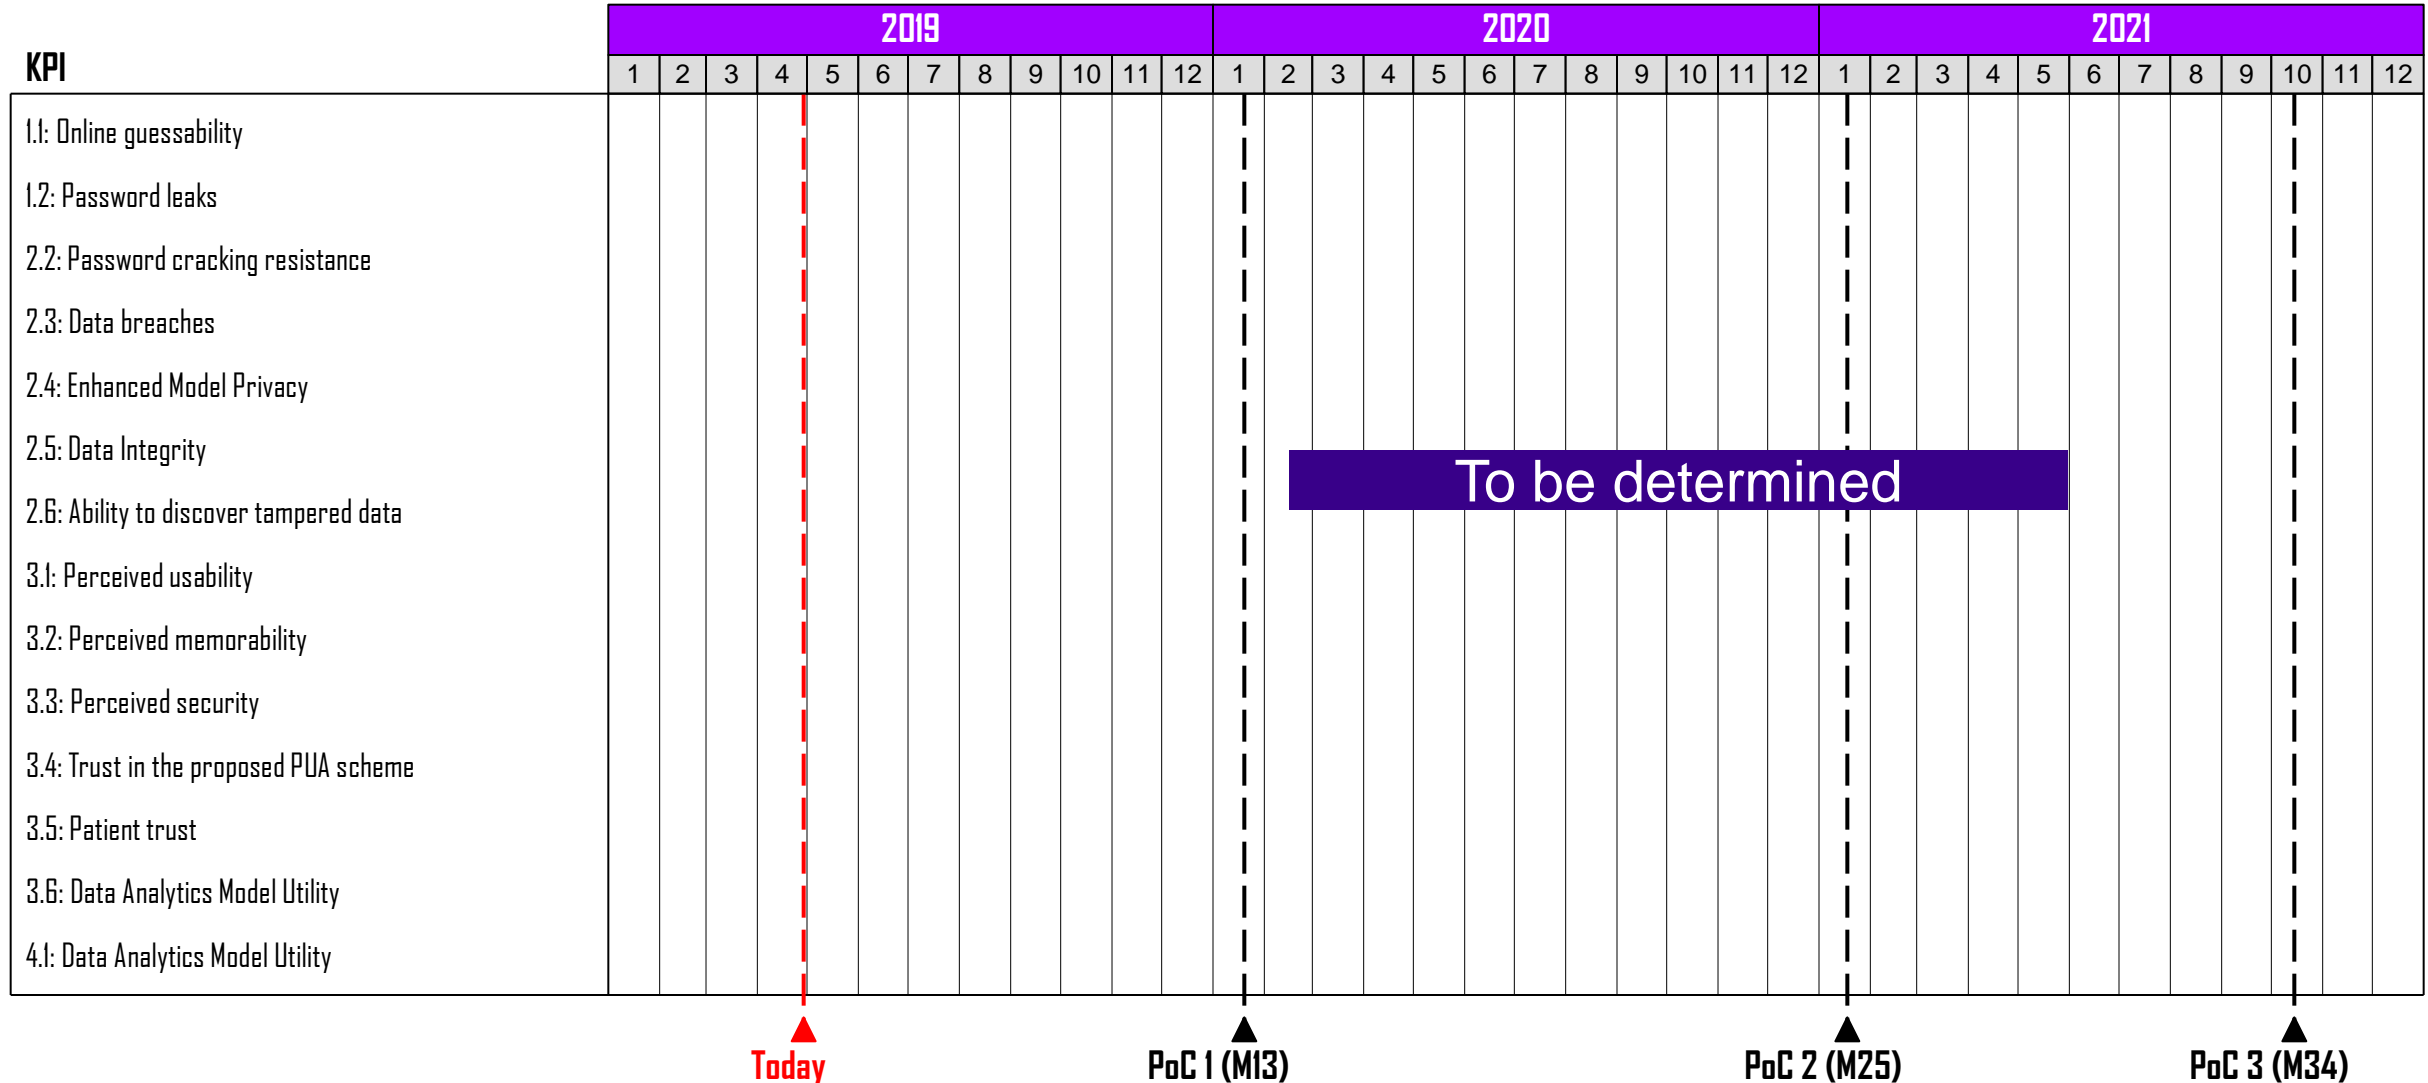 2019 2020 2021
KPI
1 2 3 4 5 6 7 8 9 10 11 12 1 2 3 4 5 6 7 8 9 10 11 12 1 2 3 4 5 6 7 8 9 10 11 12
1.1: Online guessability
1.2: Password leaks
2.2: Password cracking resistance
2.3: Data breaches
2.4: Enhanced Model Privacy
2.5: Data Integrity
To be determined
2.6: Ability to discover tampered data
3.1: Perceived usability
3.2: Perceived memorability
3.3: Perceived security
3.4: Trust in the proposed PUA scheme
3.5: Patient trust
3.6: Data Analytics Model Utility
4.1: Data Analytics Model Utility
Today PoC 1 (M13) PoC 2 (M25) PoC 3 (M34)